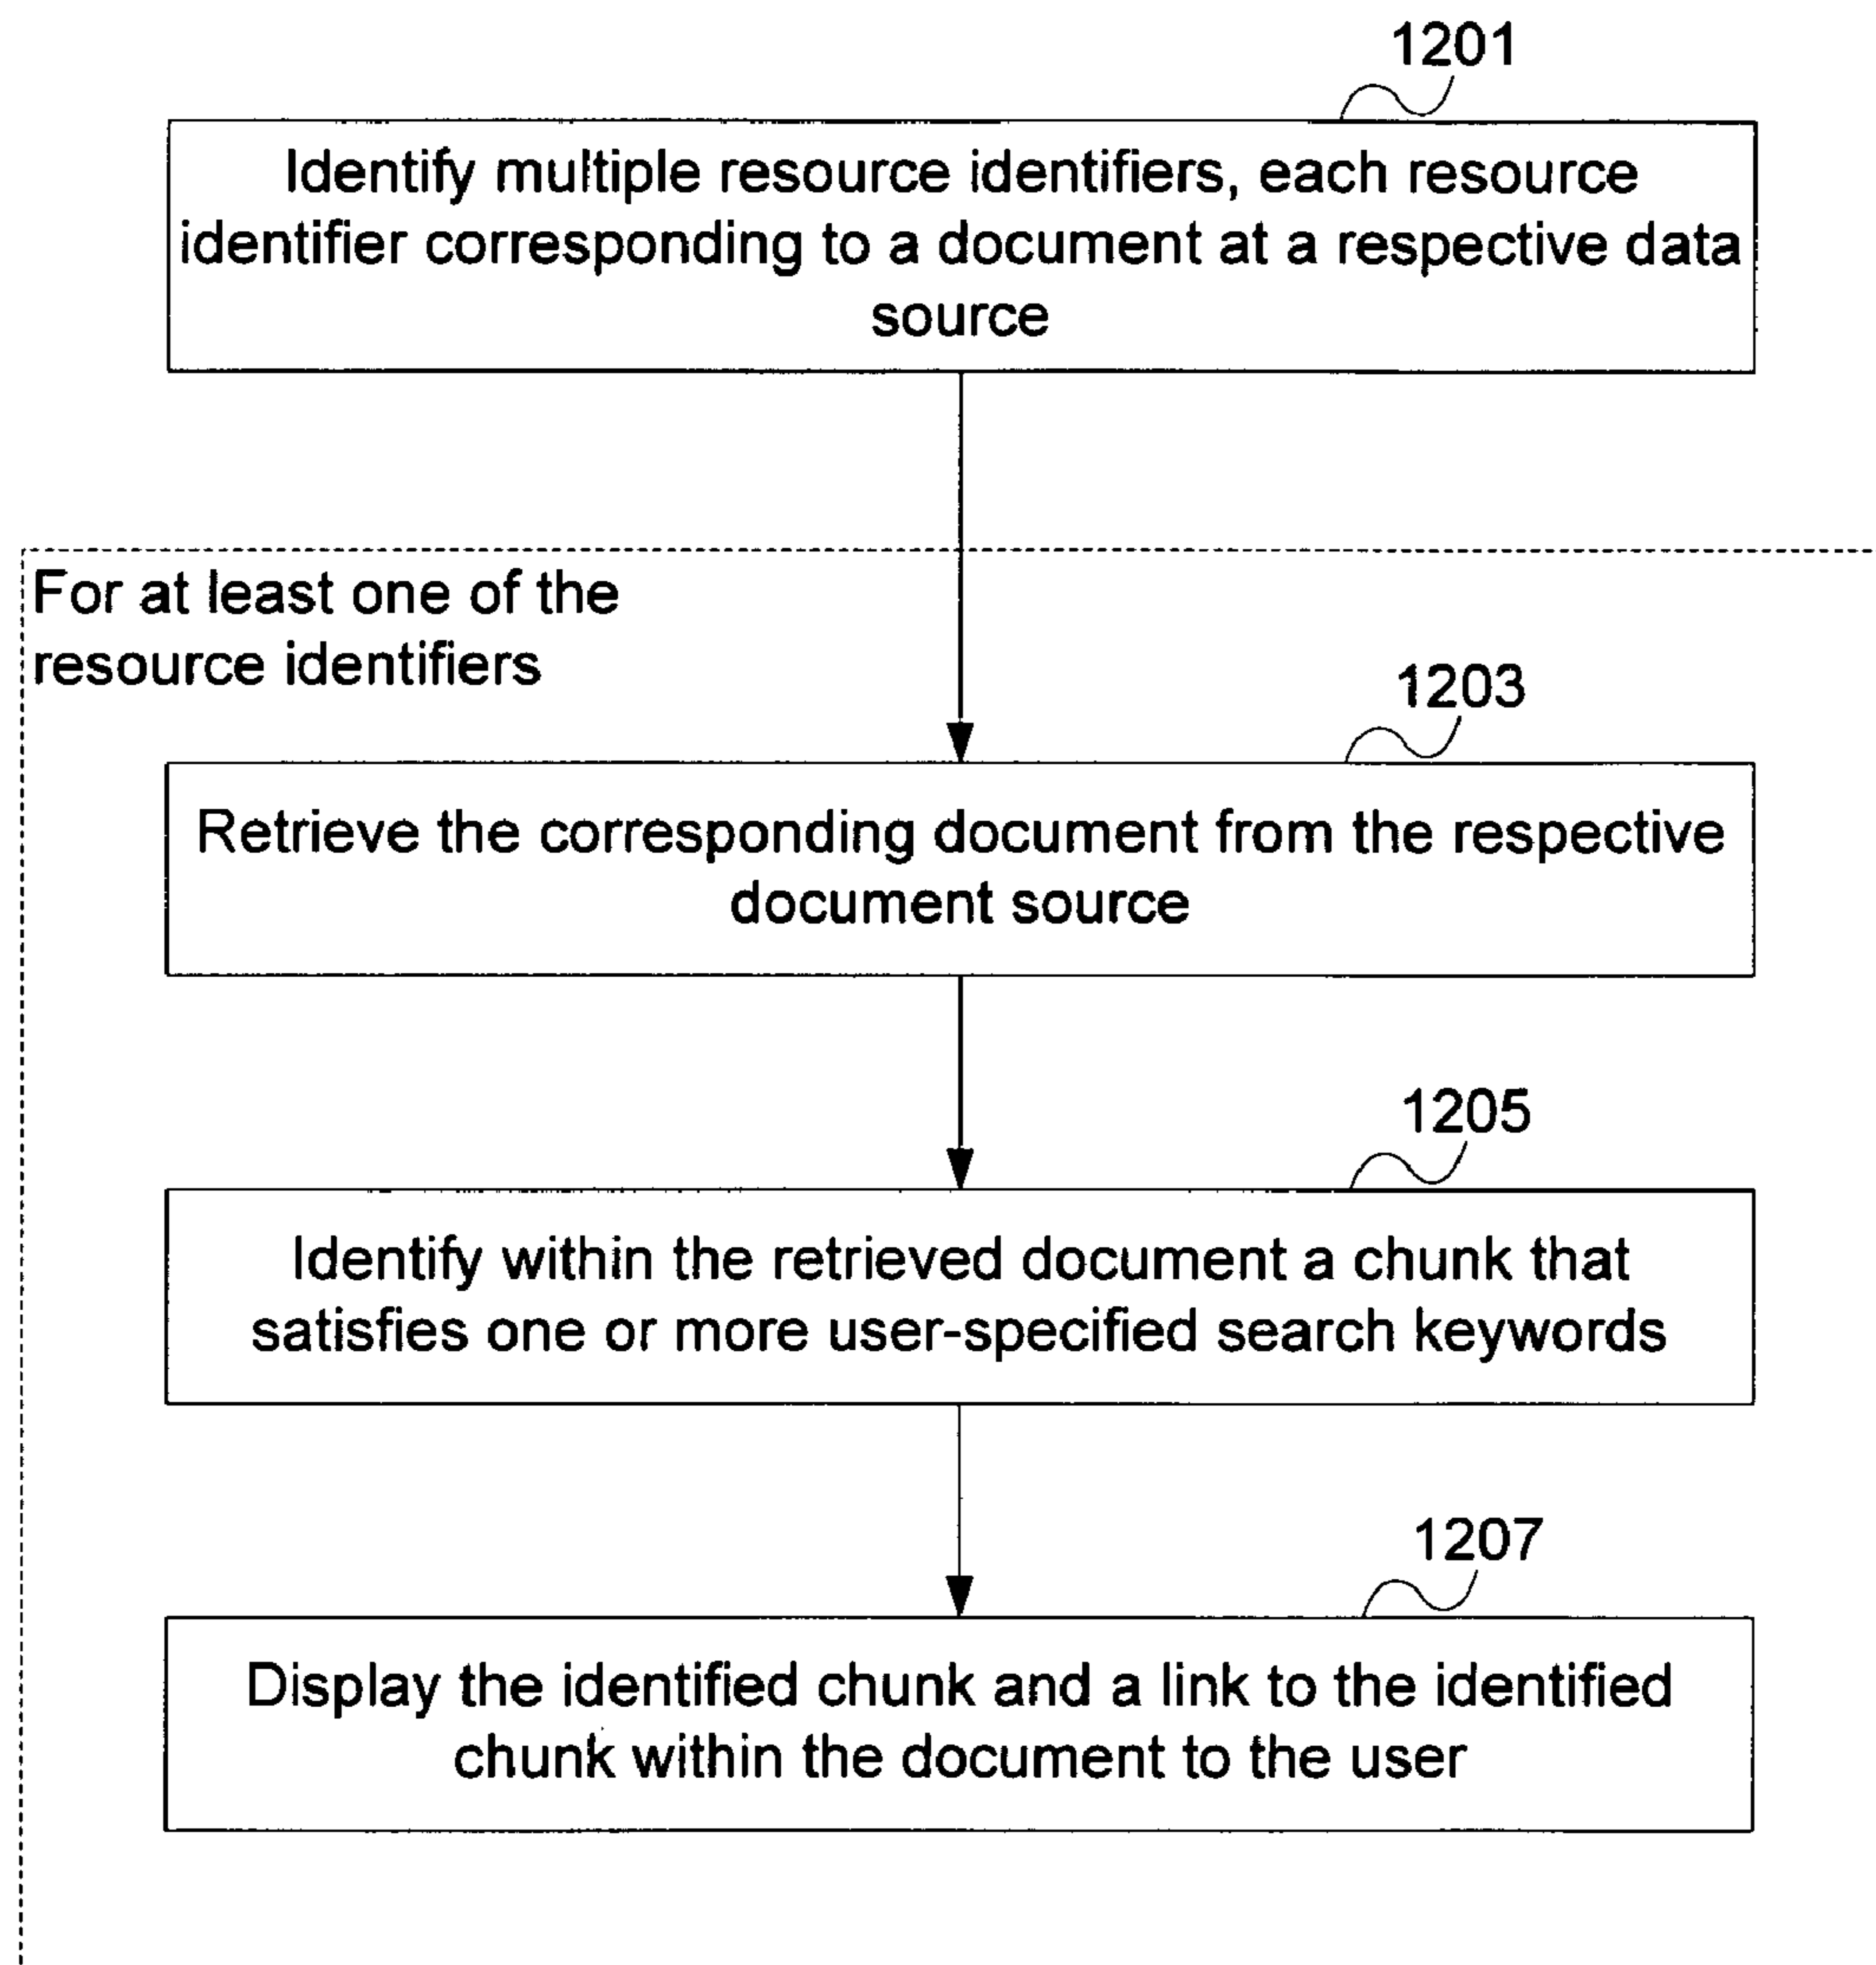 1201
Identify multiple resource identifiers, each resource
identifier corresponding to a document at a respective data
source
For at least one of the
resource identifiers
1203
Retrieve the corresponding document from the respective
document source
1205
Identify within the retrieved document a chunk that
satisfies one or more user-specified search keywords
1207
Display the identified chunk and a link to the identified
chunk within the document to the user